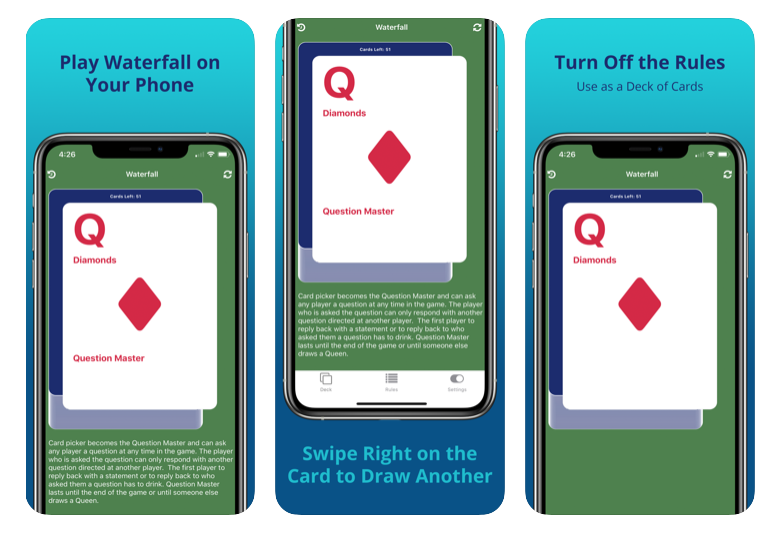 Play Waterfall on
Your Phone
4:26
Waterfall
Cards Left: 51
Q
Diamonds
Question Master
Card picker becomes the Question Master and can ask
any player a question at any time in the game. The player
who is asked the question can only respond with another
question directed at another player.  The first player to
reply back with a statement or to reply back to who
asked them a question has to drink. Question Master
lasts until the end of the game or until someone else
draws a Queen.
Waterfall
Cards Left: 51
Q
Diamonds
Question Master
Card picker becomes the Question Master and can ask
any player a question at any time in the game. The player
who is asked the question can only respond with another
question directed at another player.  The first player to
reply back with a statement or to reply back to who
asked them a question has to drink. Question Master
lasts until the end of the game or until someone else
draws a Queen.
Deck
Rules
Settings
Swipe Right on the
Card to Draw Another
Turn Off the Rules
Use as a Deck of Cards
4:26
Waterfall
Cards Left: 51
Q
Diamonds